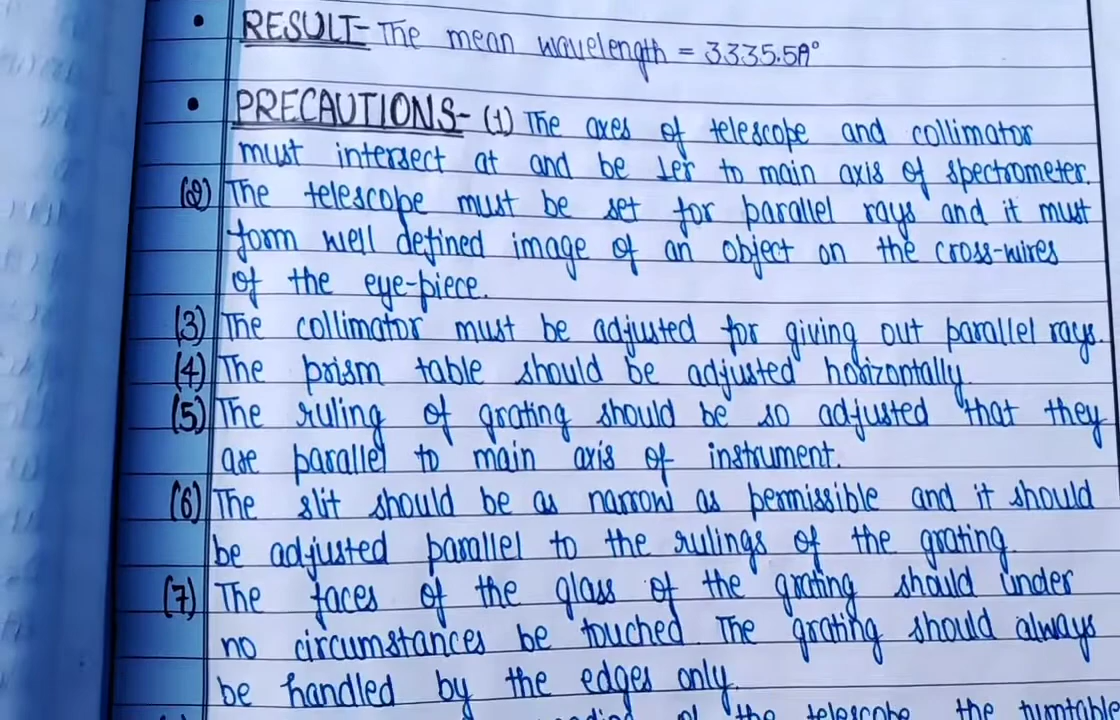 • RESULT- The mean wavelength = 3335.5A°
• PRECAUTIONS- (1) The axes of telescope and collimator
must intersect at and be ⊥er to main axis of spectrometer.
(2) The telescope must be set for parallel rays and it must
form well defined image of an object on the cross-wires
of the eye-piece.
(3) The collimator must be adjusted for giving out parallel rays.
(4) The prism table should be adjusted horizontally.
(5) The ruling of grating should be so adjusted that they
are parallel to main axis of instrument.
(6) The slit should be as narrow as permissible and it should
be adjusted parallel to the rulings of the grating.
(7) The faces of the glass of the grating should under
no circumstances be touched. The grating should always
be handled by the edges only.
of the telescope the turntable